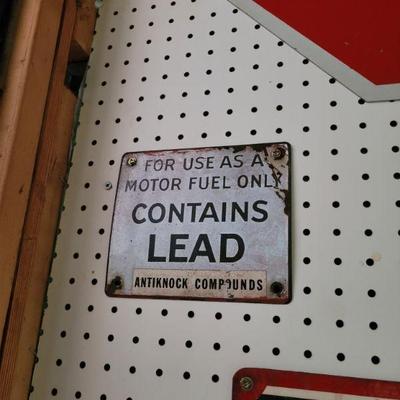 FOR USE AS A
MOTOR FUEL ONLY
CONTAINS
LEAD
ANTIKNOCK COMPOUNDS